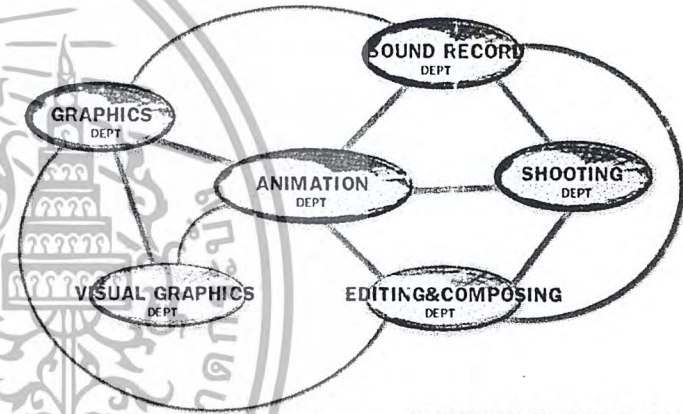 SOUND RECORD
DEPT
GRAPHICS
DEPT
ANIMATION
DEPT
SHOOTING
DEPT
VISUAL GRAPHICS
DEPT
EDITING&COMPOSING
DEPT